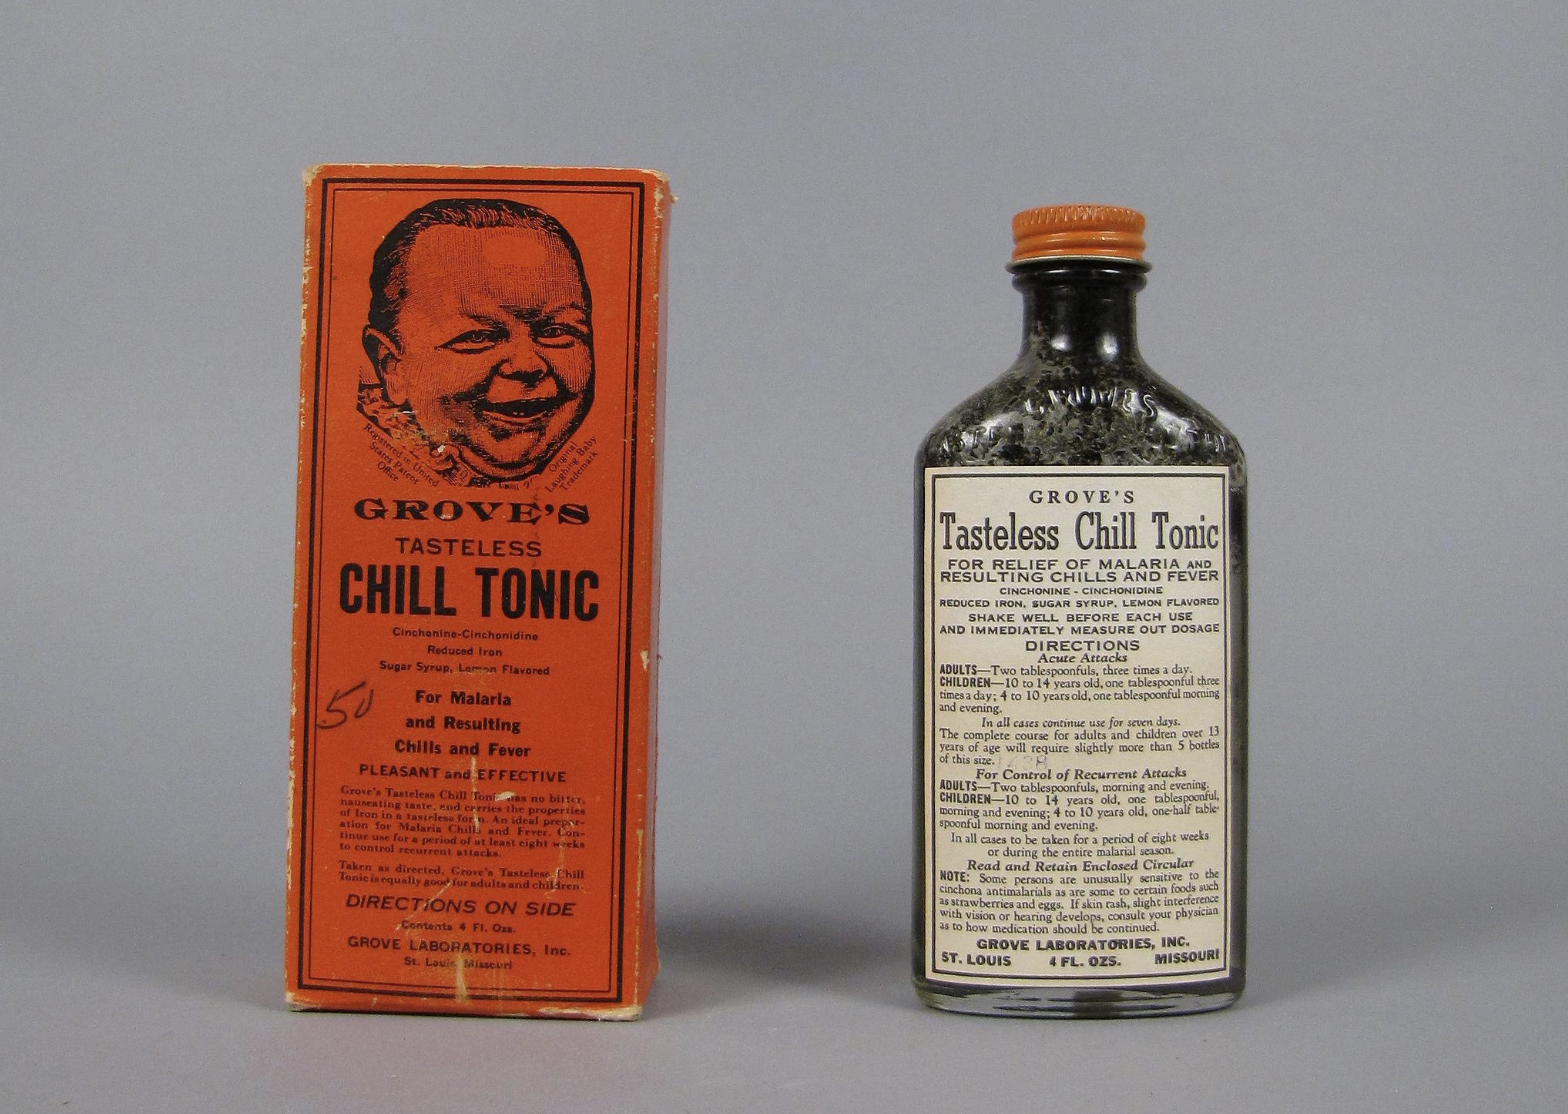 Registered in United
States Patent
Office
Original
Laughing Baby
Trademark
GROVE'S
TASTELESS
CHILL TONIC
Cinchonine-Cinchonidine
Reduced Iron
Sugar Syrup, Lemon Flavored
50
For Malaria
and Resulting
Chills and Fever
PLEASANT and EFFECTIVE
Grove's Tasteless Chill Tonic has no bitter,
nauseating taste, and carries the properties
of Iron in a tasteless form. An ideal prepar-
ation for Malaria Chills and Fever. Con-
tinue use for a period of at least eight weeks
to control recurrent attacks.
Taken as directed, Grove's Tasteless Chill
Tonic is equally good for adults and children.
DIRECTIONS ON SIDE
Contents 4 Fl. Ozs.
GROVE LABORATORIES, Inc.
St. Louis Missouri
GROVE'S
Tasteless Chill Tonic
FOR RELIEF OF MALARIA AND
RESULTING CHILLS AND FEVER
CINCHONINE - CINCHONIDINE
REDUCED IRON, SUGAR SYRUP, LEMON FLAVORED
SHAKE WELL BEFORE EACH USE
AND IMMEDIATELY MEASURE OUT DOSAGE
DIRECTIONS
Acute Attacks
ADULTS—Two tablespoonfuls, three times a day.
CHILDREN—10 to 14 years old, one tablespoonful three
times a day; 4 to 10 years old, one tablespoonful morning
and evening.
In all cases continue use for seven days.
The complete course for adults and children over 13
years of age will require slightly more than 5 bottles
of this size.
For Control of Recurrent Attacks
ADULTS—Two tablespoonfuls, morning and evening.
CHILDREN—10 to 14 years old, one tablespoonful,
morning and evening; 4 to 10 years old, one-half table-
spoonful morning and evening.
In all cases to be taken for a period of eight weeks
or during the entire malarial season.
Read and Retain Enclosed Circular
NOTE: Some persons are unusually sensitive to the
cinchona antimalarials as are some to certain foods such
as strawberries and eggs. If skin rash, slight interference
with vision or hearing develops, consult your physician
as to how medicine should be continued.
GROVE LABORATORIES, INC.
ST. LOUIS 4 FL. OZS. MISSOURI